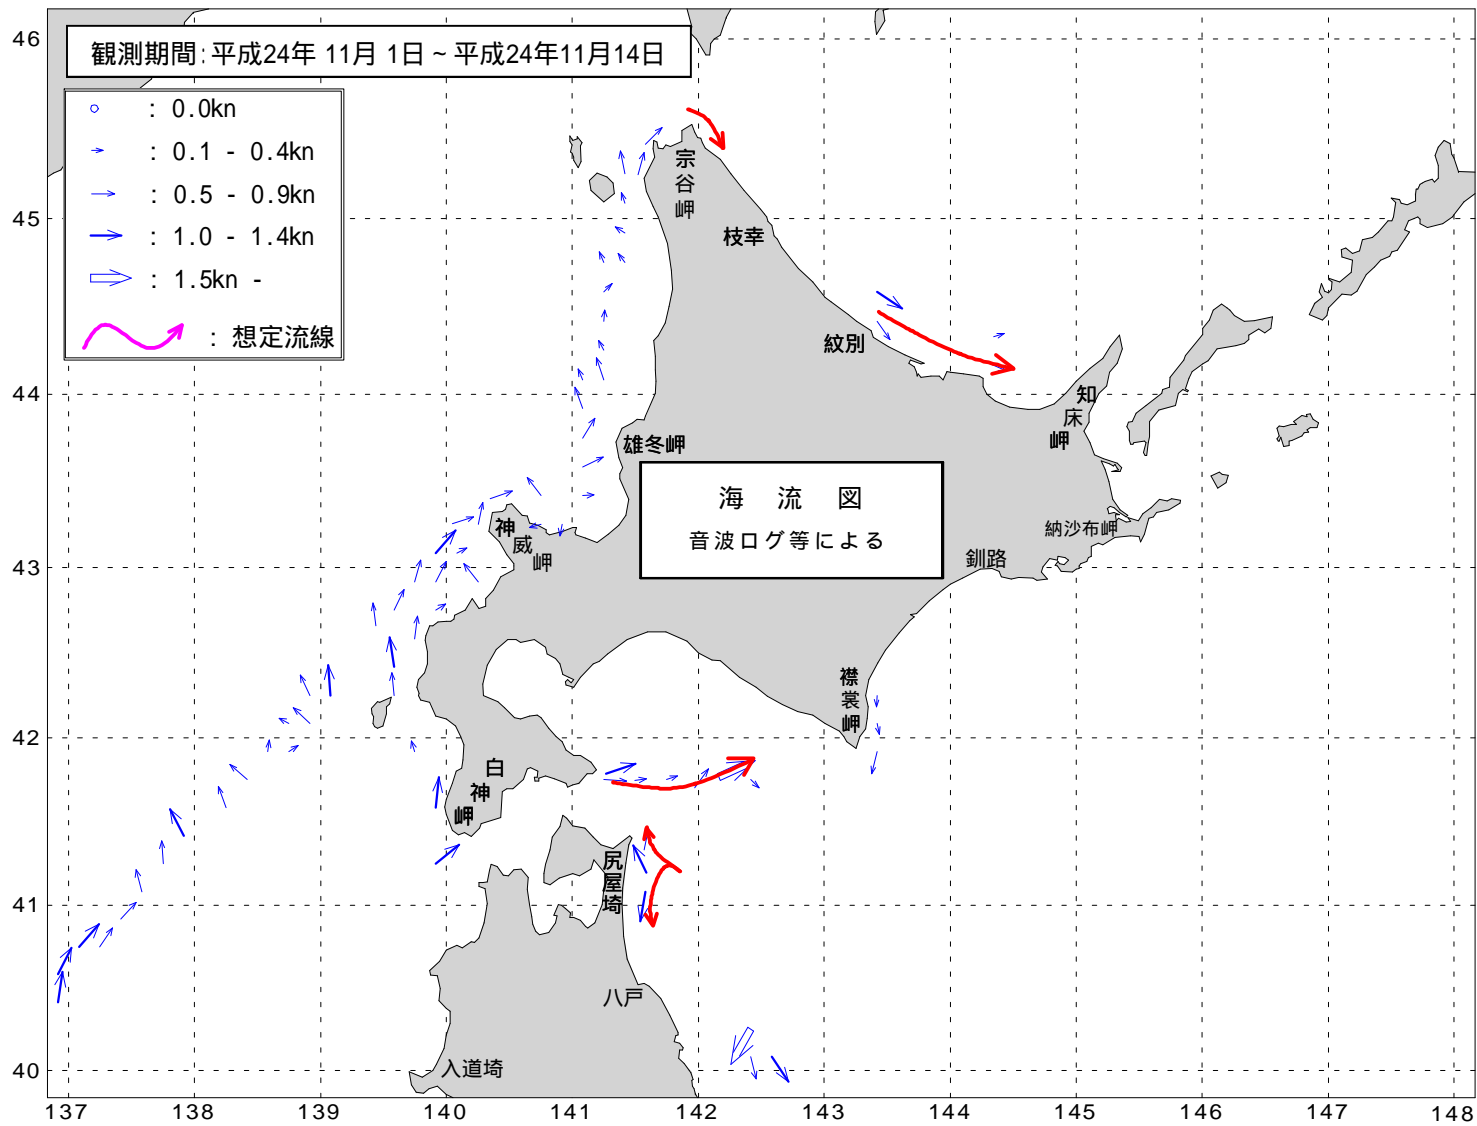 観測期間:平成24年 11月 1日～平成24年11月14日
: 0.0kn
: 0.1 - 0.4kn
: 0.5 - 0.9kn
: 1.0 - 1.4kn
: 1.5kn -
: 想定流線
宗谷岬
枝幸
紋別
知床岬
雄冬岬
海 流 図
音波ログ等による
納沙布岬
釧路
神威岬
襟裳岬
白神岬
尻屋埼
八戸
入道埼
46
45
44
43
42
41
40
137 138 139 140 141 142 143 144 145 146 147 148